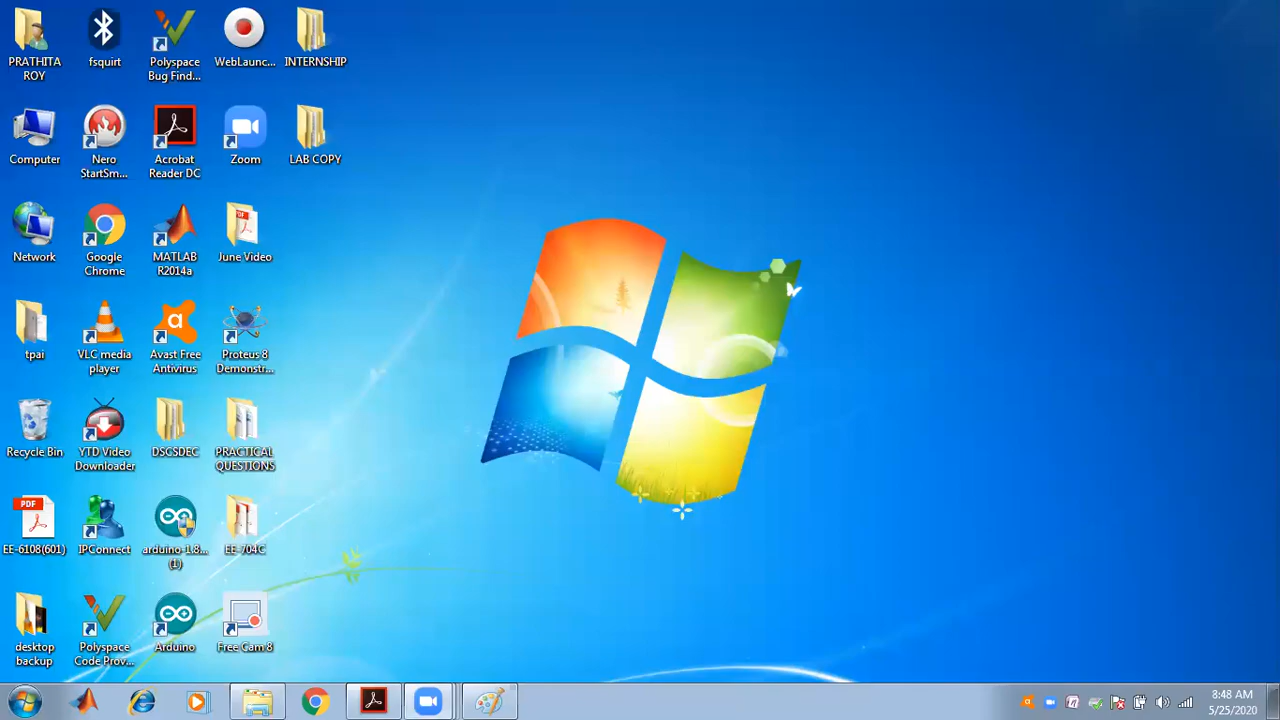 PRATHITA
ROY
fsquirt
Polyspace
Bug Find...
WebLaunc...
INTERNSHIP
Computer
Nero
StartSm...
Acrobat
Reader DC
Zoom
LAB COPY
Network
Google
Chrome
MATLAB
R2014a
PDF
June Video
tpai
VLC media
player
a
Avast Free
Antivirus
Proteus 8
Demonstr...
Recycle Bin
YTD Video
Downloader
DSCSDEC
PRACTICAL
QUESTIONS
PDF
EE-6108(601)
IPConnect
arduino-1.8...
(1)
EE-704C
desktop
backup
Polyspace
Code Prov...
Arduino
Free Cam 8
8:48 AM
5/25/2020